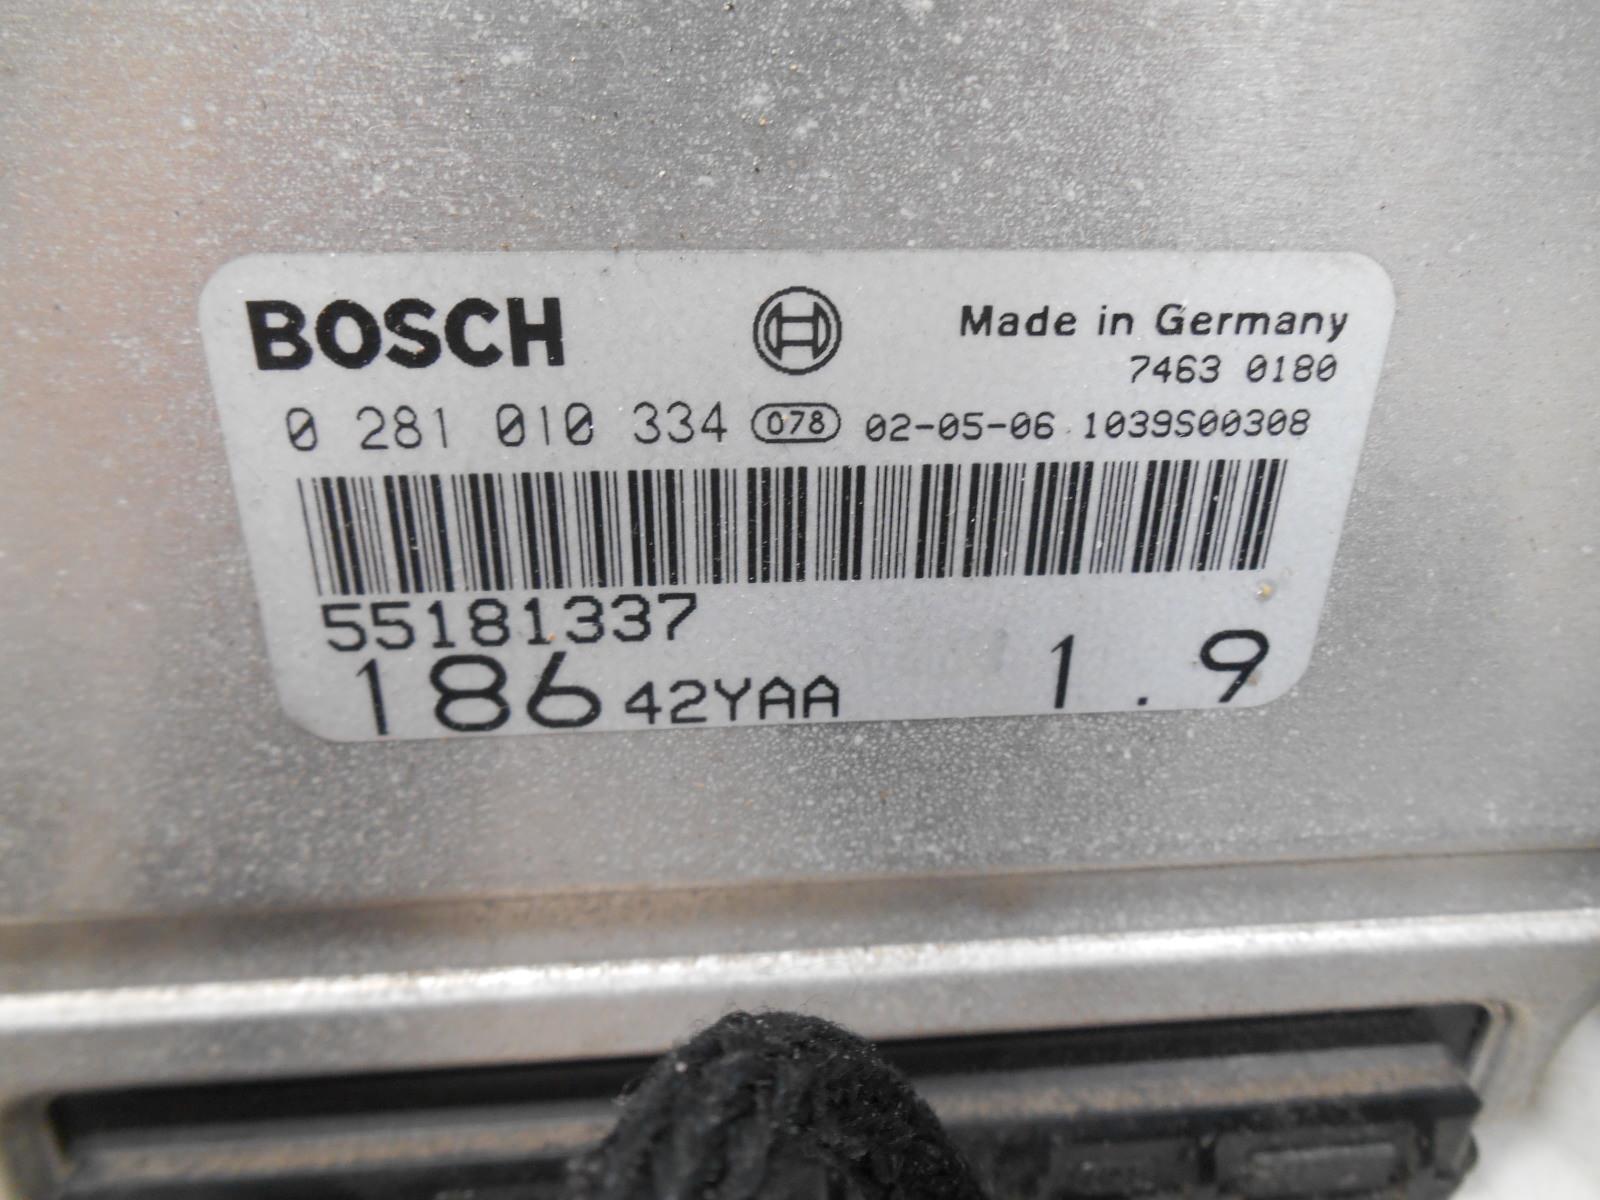 BOSCH
Made in Germany
7463 0180
0 281 010 334 078 02-05-06 1039S00308
55181337
186 42YAA 1.9